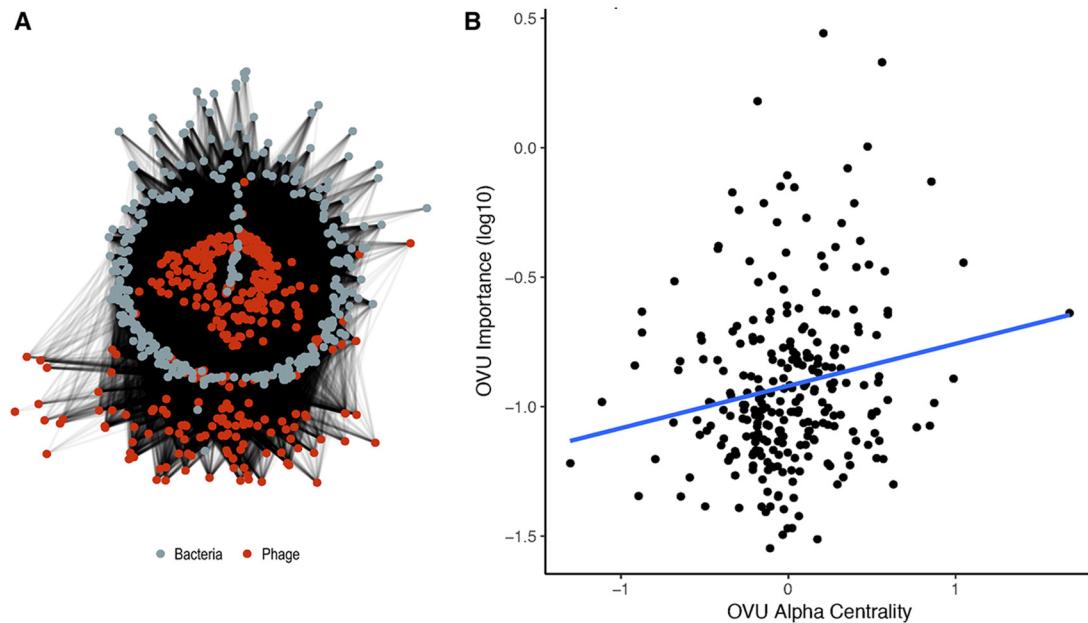 A
B
Bacteria
Phage
OVU Importance (log10)
0.5
0.0
−0.5
−1.0
−1.5
−1
0
1
OVU Alpha Centrality